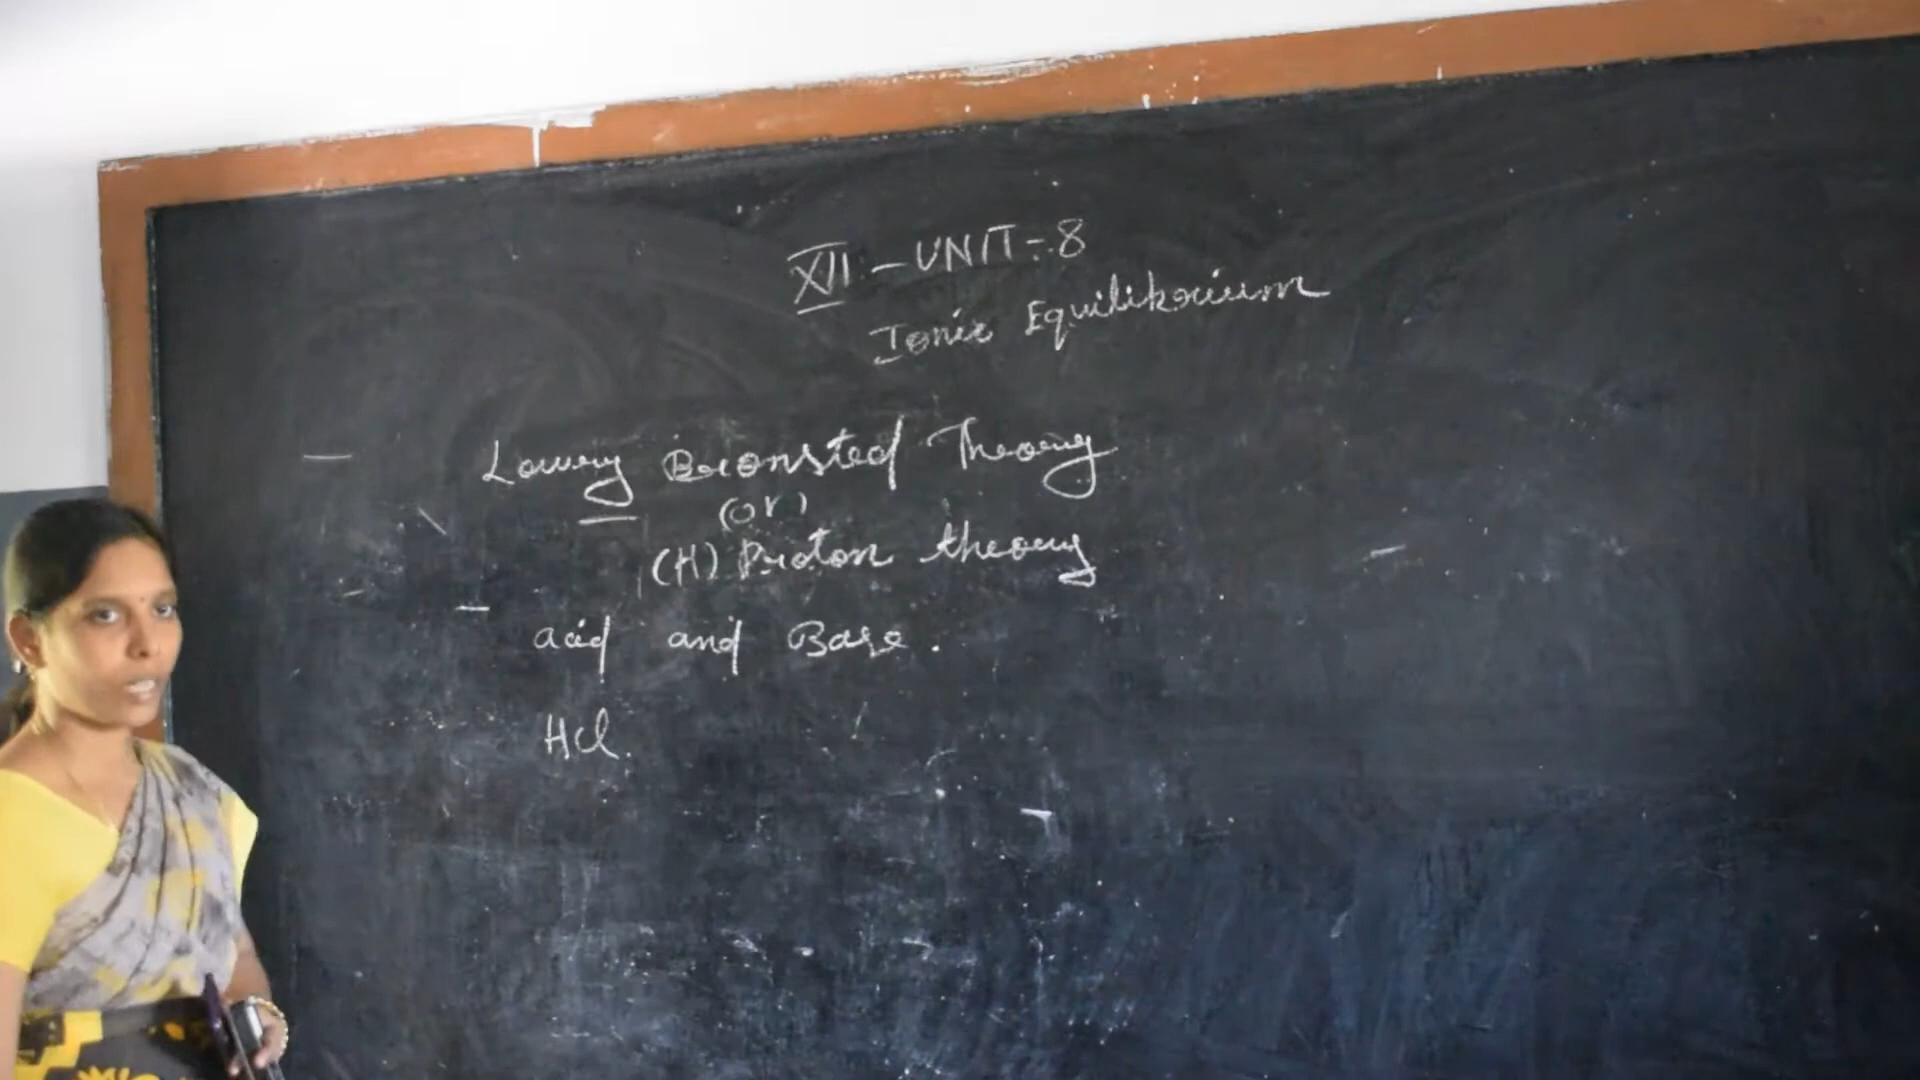 XII - UNIT - 8
Ionic Equilibrium
Lowry Bronsted Theory
(or)
(H) Proton theory
acid and Base.
HCl.